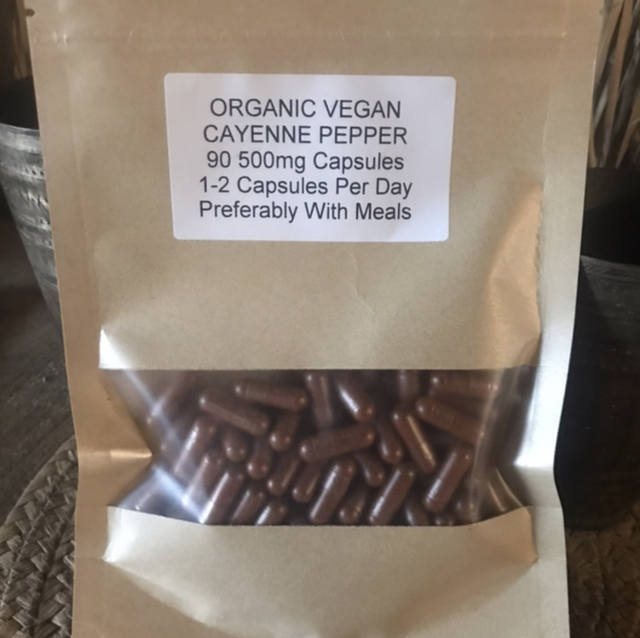 ORGANIC VEGAN
CAYENNE PEPPER
90 500mg Capsules
1-2 Capsules Per Day
Preferably With Meals